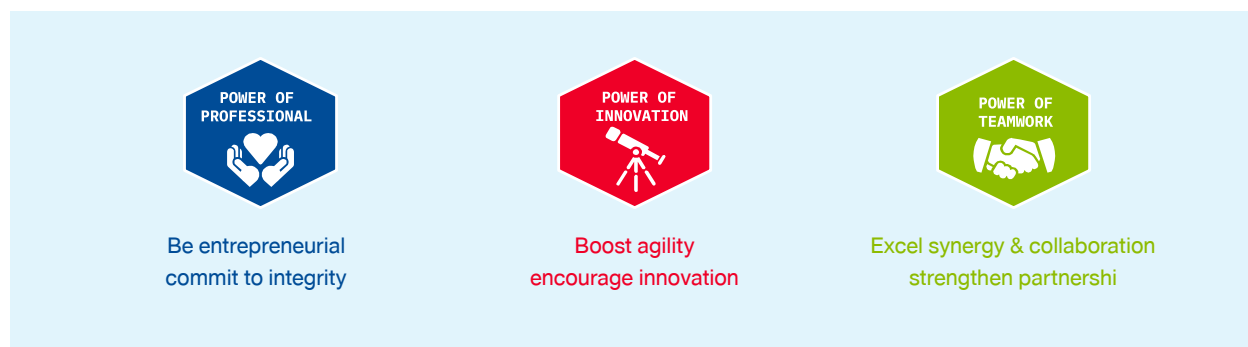 POWER OF
PROFESSIONAL
Be entrepreneurial
commit to integrity
POWER OF
INNOVATION
Boost agility
encourage innovation
POWER OF
TEAMWORK
Excel synergy & collaboration
strengthen partnershi